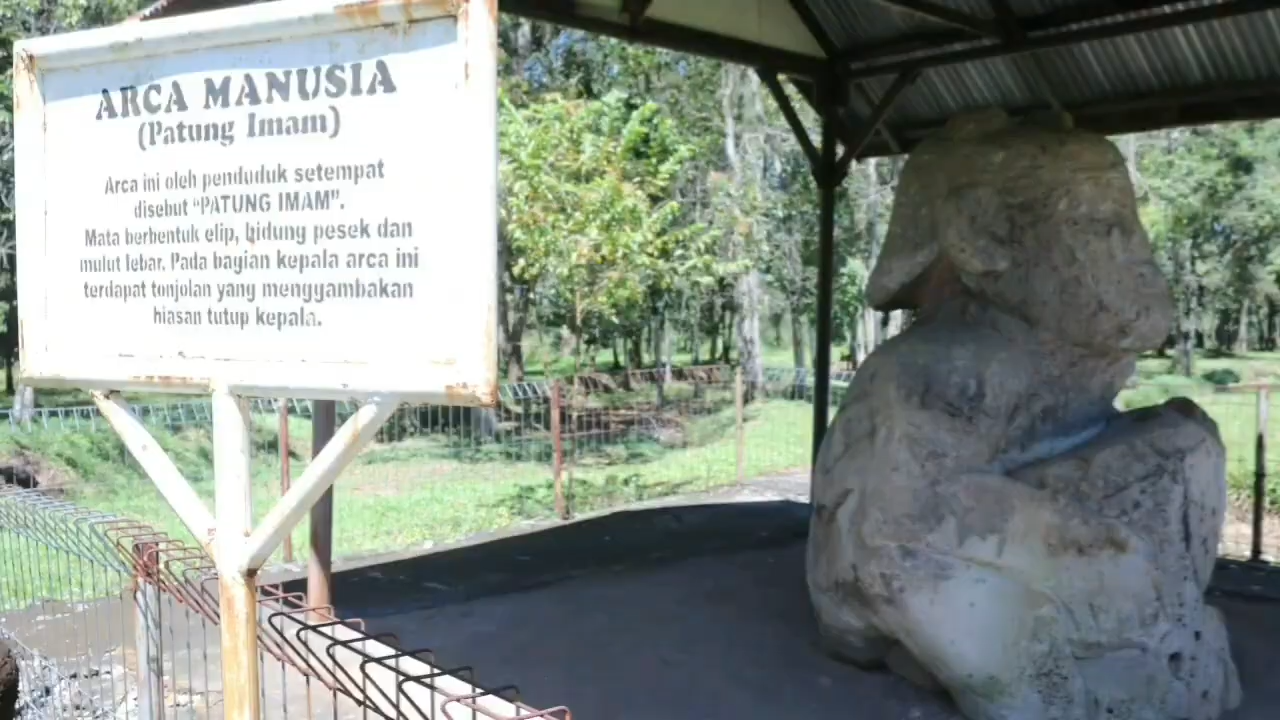 ARCA MANUSIA
(Patung Imam)
Arca ini oleh penduduk setempat
disebut “PATUNG IMAM”.
Mata berbentuk elip, hidung pesek dan
mulut lebar. Pada bagian kepala arca ini
terdapat tonjolan yang menggambakan
hiasan tutup kepala.